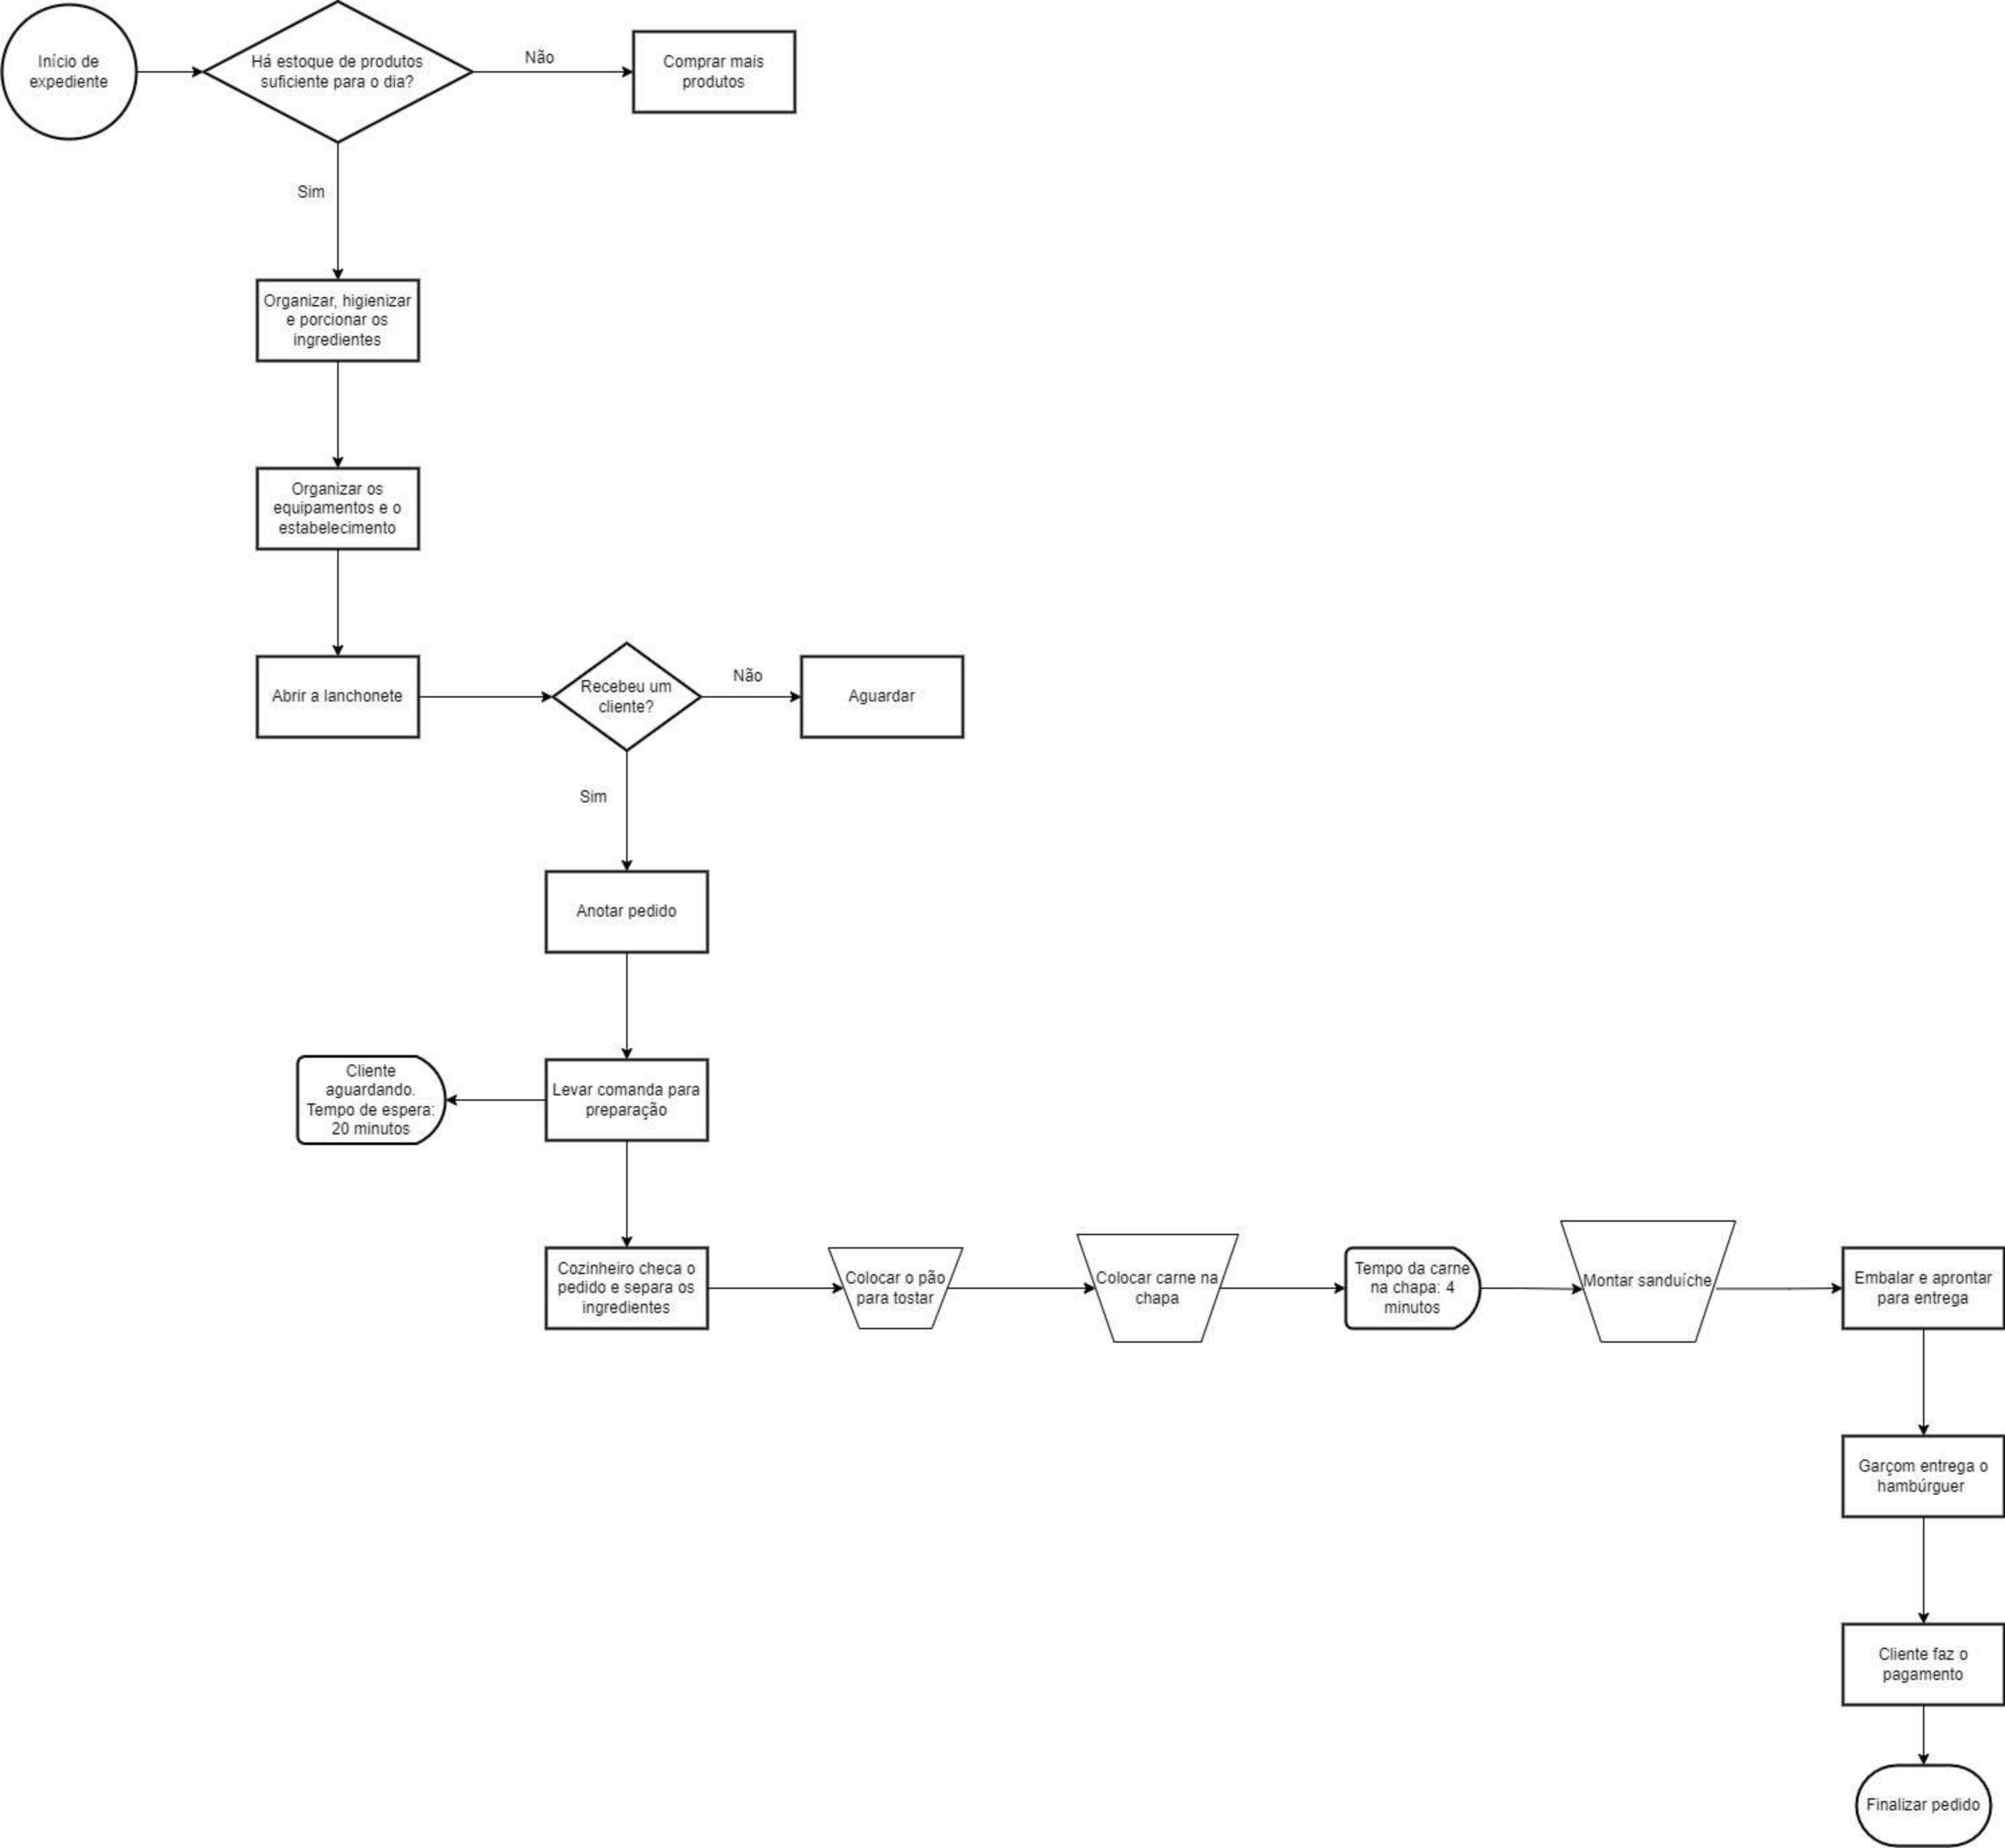 Início de
expediente
Há estoque de produtos
suficiente para o dia?
Não
Comprar mais
produtos
Sim
Organizar, higienizar
e porcionar os
ingredientes
Organizar os
equipamentos e o
estabelecimento
Abrir a lanchonete
Recebeu um
cliente?
Não
Aguardar
Sim
Anotar pedido
Levar comanda para
preparação
Cliente
aguardando.
Tempo de espera:
20 minutos
Cozinheiro checa o
pedido e separa os
ingredientes
Colocar o pão
para tostar
Colocar carne na
chapa
Tempo da carne
na chapa: 4
minutos
Montar sanduíche
Embalar e aprontar
para entrega
Garçom entrega o
hambúrguer
Cliente faz o
pagamento
Finalizar pedido